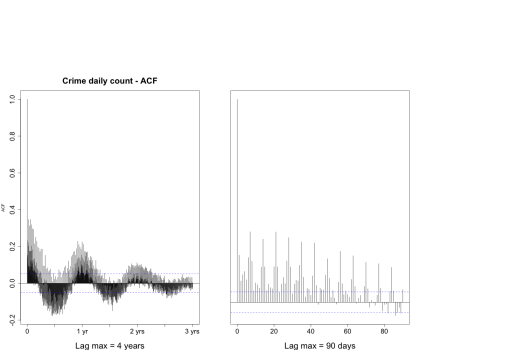 Crime daily count - ACF
ACF
1.0
0.8
0.6
0.4
0.2
0.0
-0.2
0 1 yr 2 yrs 3 yrs
Lag max = 4 years
0 20 40 60 80
Lag max = 90 days